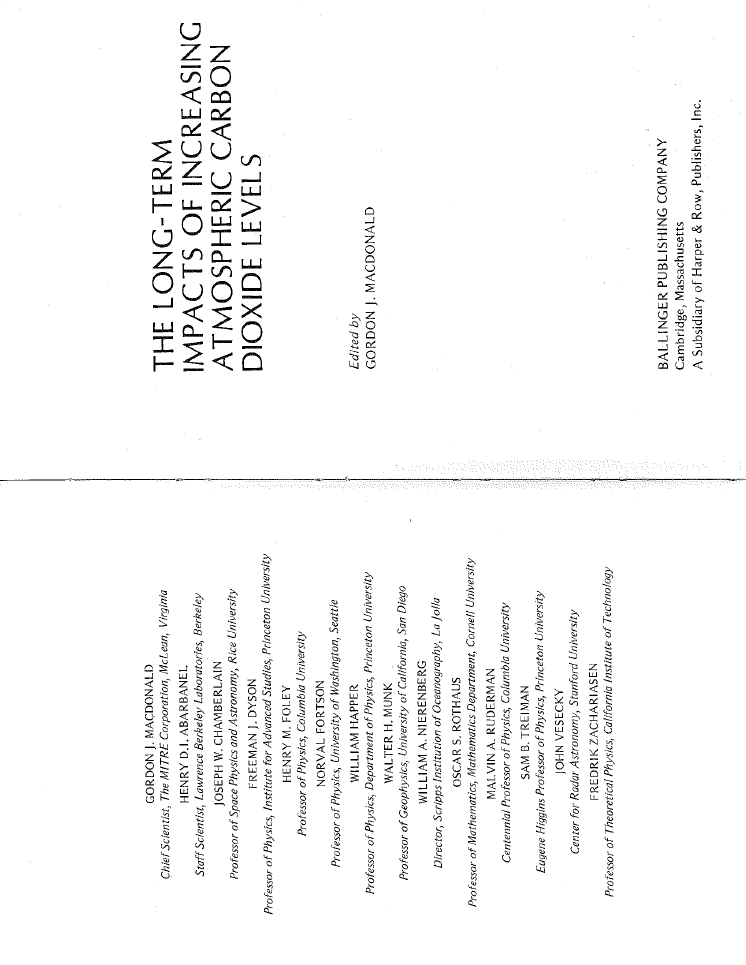 GORDON J. MACDONALD
Chief Scientist, The MITRE Corporation, McLean, Virginia
HENRY D.I. ABARBANEL
Staff Scientist, Lawrence Berkeley Laboratories, Berkeley
JOSEPH W. CHAMBERLAIN
Professor of Space Physics and Astronomy, Rice University
FREEMAN J. DYSON
Professor of Physics, Institute for Advanced Studies, Princeton University
HENRY M. FOLEY
Professor of Physics, Columbia University
NORVAL FORTSON
Professor of Physics, University of Washington, Seattle
WILLIAM HAPPER
Professor of Physics, Department of Physics, Princeton University
WALTER H. MUNK
Professor of Geophysics, University of California, San Diego
WILLIAM A. NIERENBERG
Director, Scripps Institution of Oceanography, La Jolla
OSCAR S. ROTHAUS
Professor of Mathematics, Mathematics Department, Cornell University
MALVIN A. RUDERMAN
Centennial Professor of Physics, Columbia University
SAM B. TREIMAN
Eugene Higgins Professor of Physics, Princeton University
JOHN VESECKY
Center for Radar Astronomy, Stanford University
FREDRIK ZACHARIASEN
Professor of Theoretical Physics, California Institute of Technology
THE LONG-TERM
IMPACTS OF INCREASING
ATMOSPHERIC CARBON
DIOXIDE LEVELS
Edited by
GORDON J. MACDONALD
BALLINGER PUBLISHING COMPANY
Cambridge, Massachusetts
A Subsidiary of Harper & Row, Publishers, Inc.